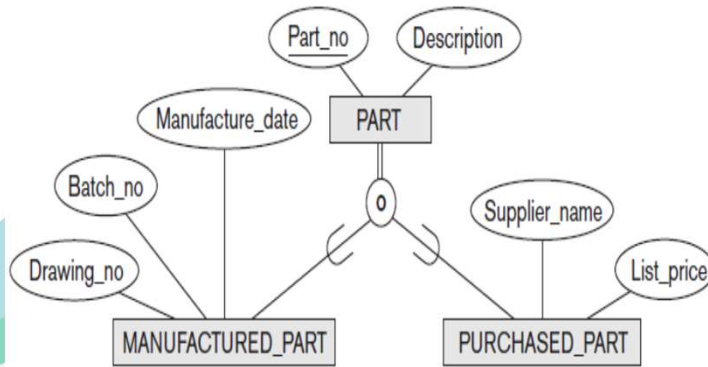 Part_no
Description
Manufacture_date
PART
Batch_no
o
Supplier_name
Drawing_no
List_price
MANUFACTURED_PART
PURCHASED_PART